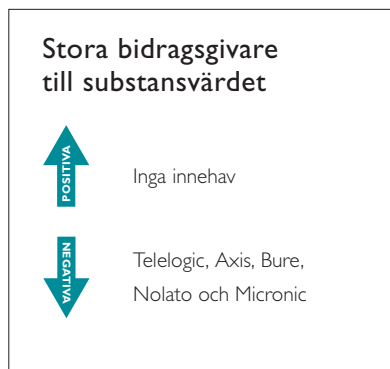 Stora bidragsgivare
till substansvärdet
POSITIVA
Inga innehav
NEGATIVA
Telelogic, Axis, Bure,
Nolato och Micronic